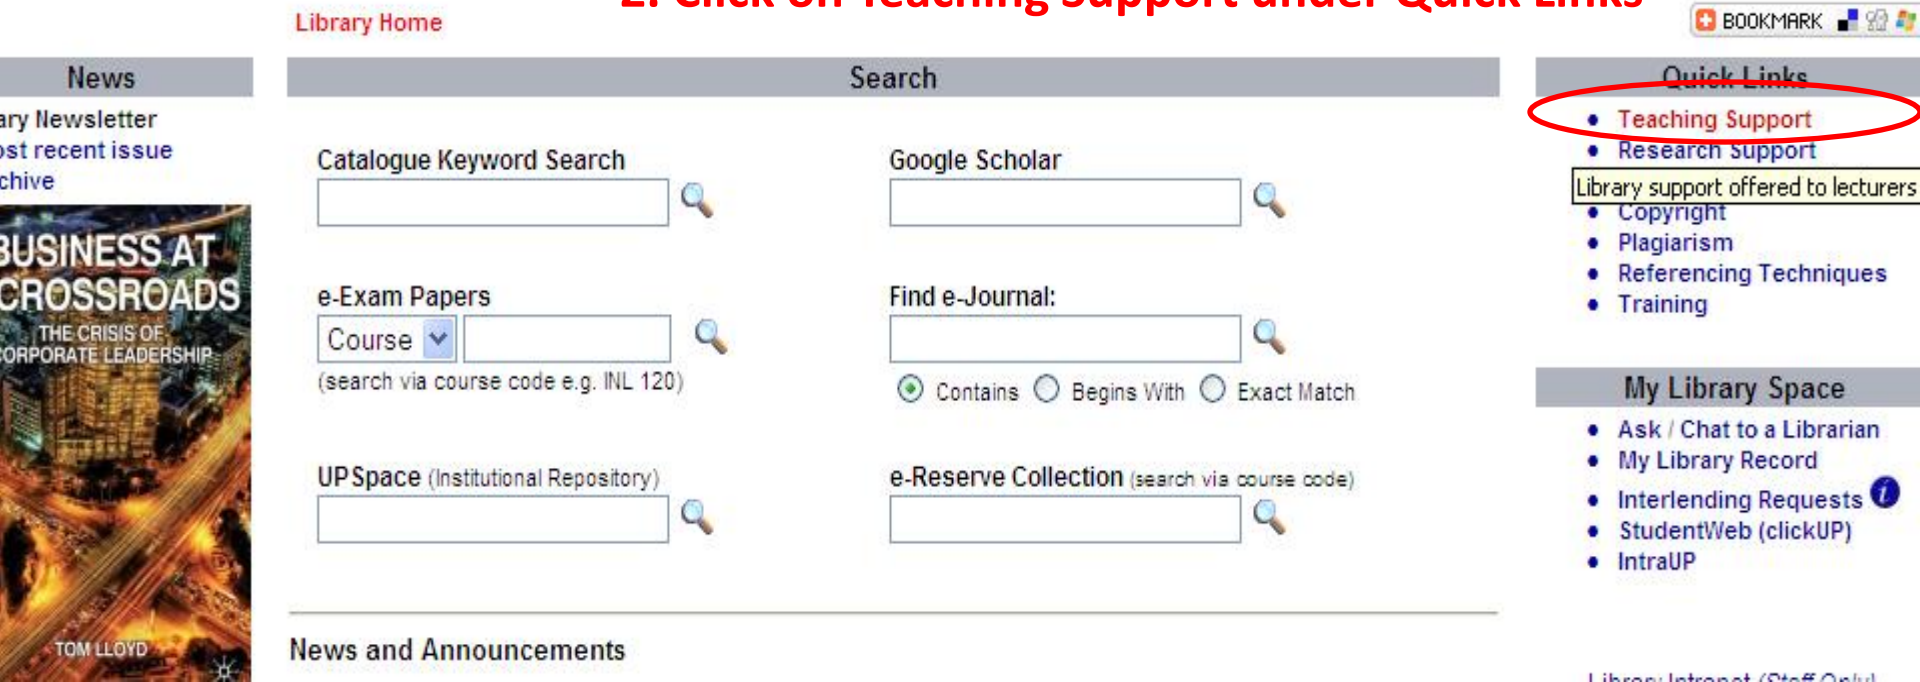 2. Click on Teaching Support under Quick Links
Library Home
BOOKMARK
News
Newsletter
recent issue
BUSINESS AT
CROSSROADS
THE CRISIS OF
CORPORATE LEADERSHIP
TOM LLOYD
Search
Catalogue Keyword Search
Google Scholar
e-Exam Papers
Course
(search via course code e.g. INL 120)
Find e-Journal:
Contains Begins With Exact Match
UPSpace (Institutional Repository)
e-Reserve Collection (search via course code)
News and Announcements
Quick Links
Teaching Support
Research Support
Library support offered to lecturers
Copyright
Plagiarism
Referencing Techniques
Training
My Library Space
Ask / Chat to a Librarian
My Library Record
Interlending Requests i
StudentWeb (clickUP)
IntraUP
Library Intranet (Staff Only)